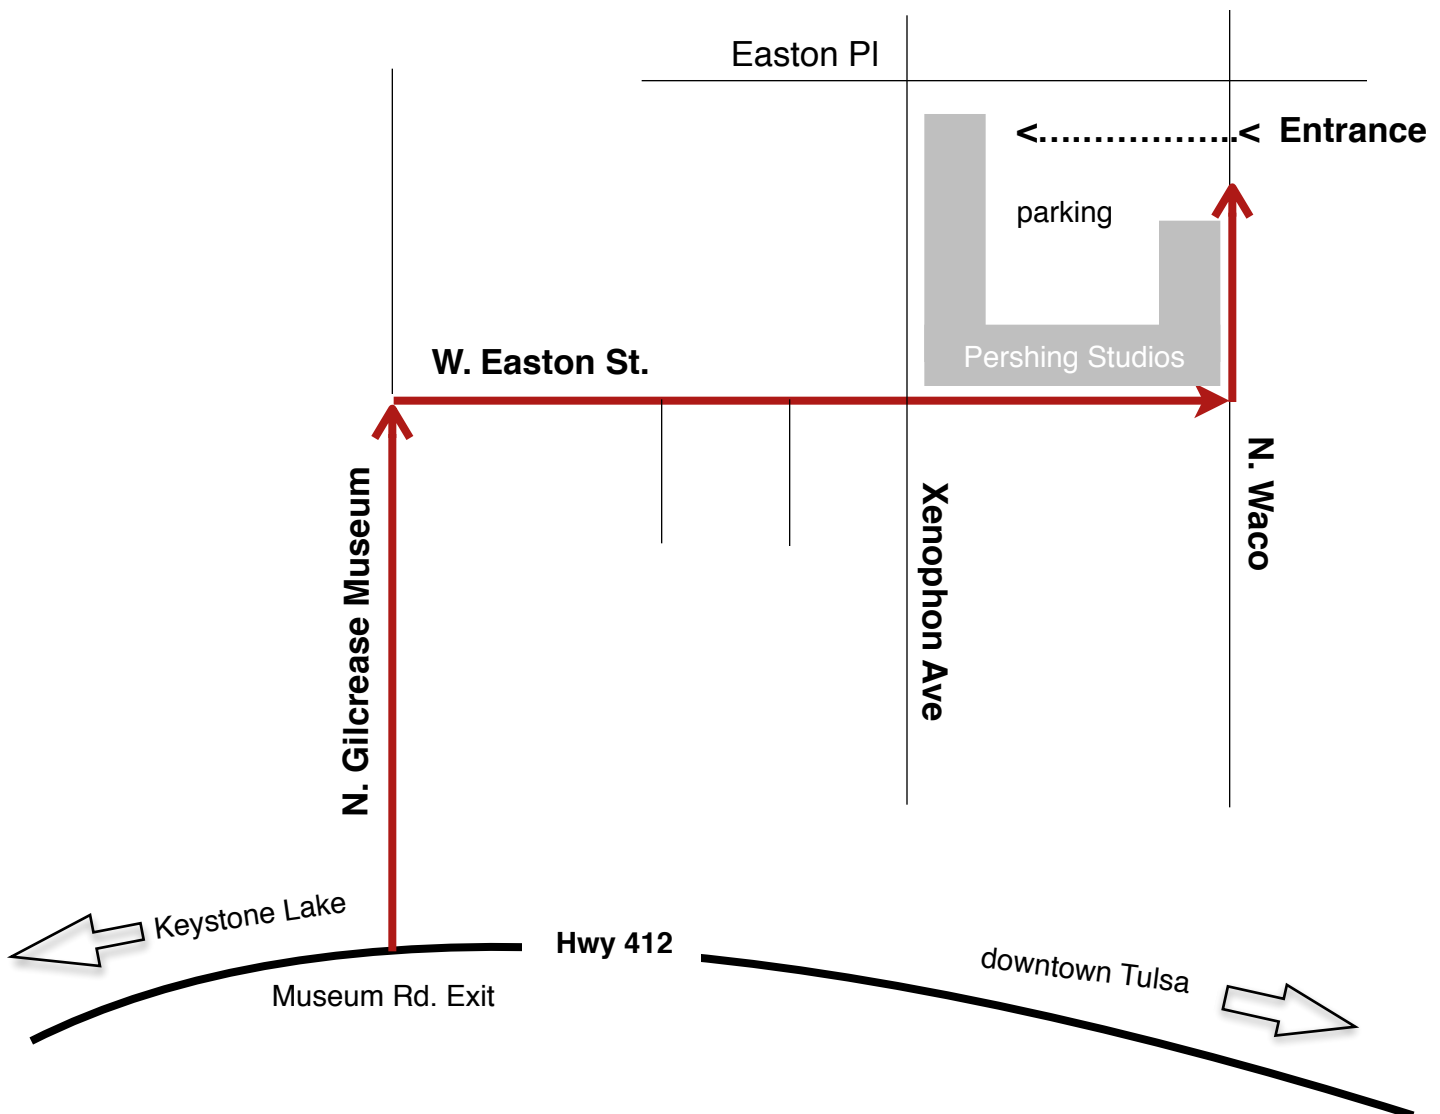 Easton Pl
<……………...< Entrance
parking
Pershing Studios
W. Easton St.
N. Gilcrease Museum
Xenophon Ave
N. Waco
Keystone Lake
Hwy 412
downtown Tulsa
Museum Rd. Exit